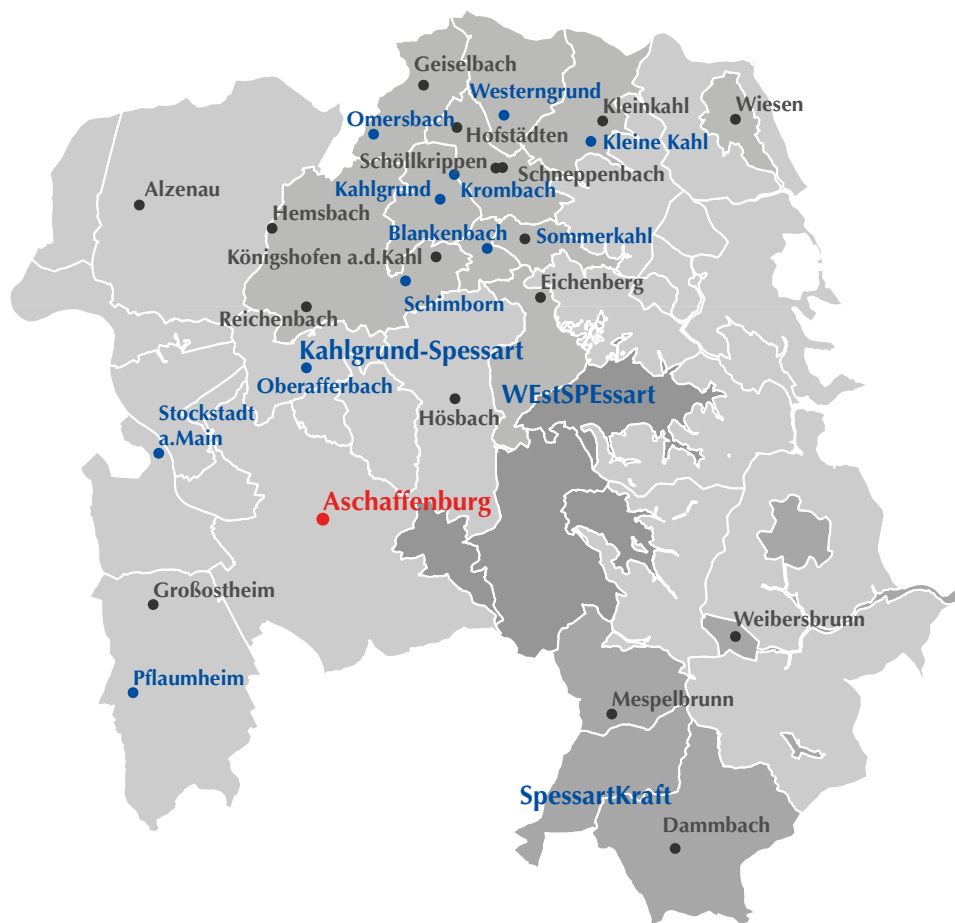 Geiselbach
Westerngrund
Kleinkahl
Wiesen
Omersbach
Hofstädten
Kleine Kahl
Schöllkrippen
Schneppenbach
Kahlgrund
Krombach
Alzenau
Hemsbach
Blankenbach
Sommerkahl
Königshofen a.d.Kahl
Eichenberg
Schimborn
Reichenbach
Kahlgrund-Spessart
Oberafferbach
WEstSPEssart
Hösbach
Stockstadt
a.Main
Aschaffenburg
Großostheim
Weibersbrunn
Pflaumheim
Mespelbrunn
SpessartKraft
Dammbach